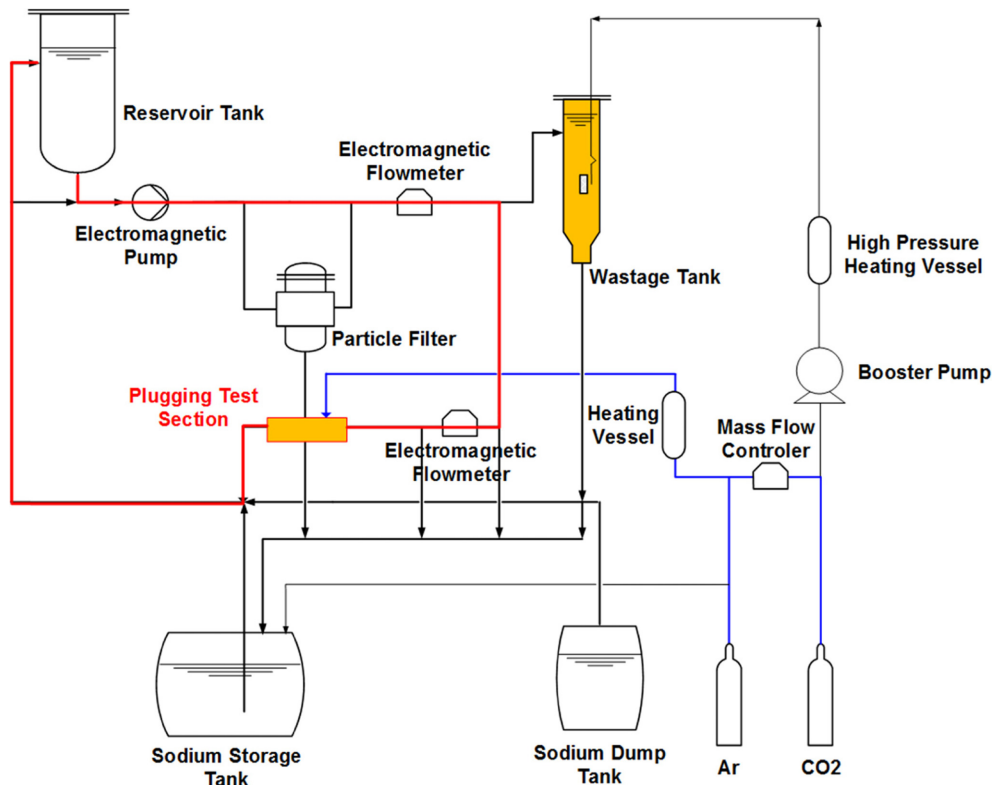 Reservoir Tank
Electromagnetic
Flowmeter
Electromagnetic
Pump
High Pressure
Heating Vessel
Wastage Tank
Particle Filter
Booster Pump
Plugging Test
Section
Heating
Vessel
Mass Flow
Controler
Electromagnetic
Flowmeter
Sodium Storage
Tank
Sodium Dump
Tank
Ar
CO2